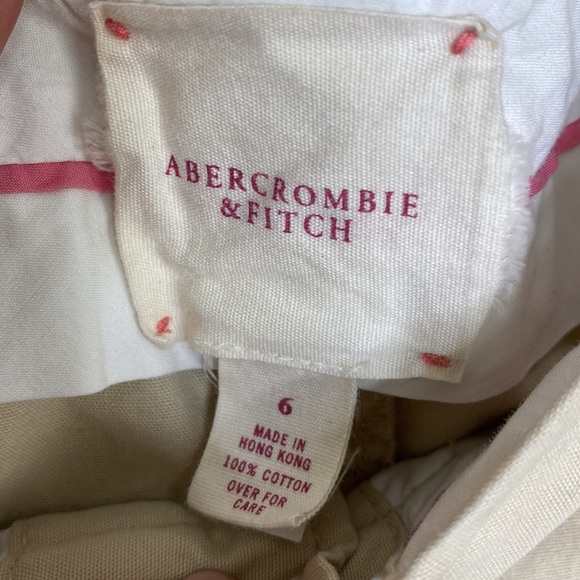 ABERCROMBIE
&FITCH
6
MADE IN
HONG KONG
100% COTTON
OVER FOR
CARE